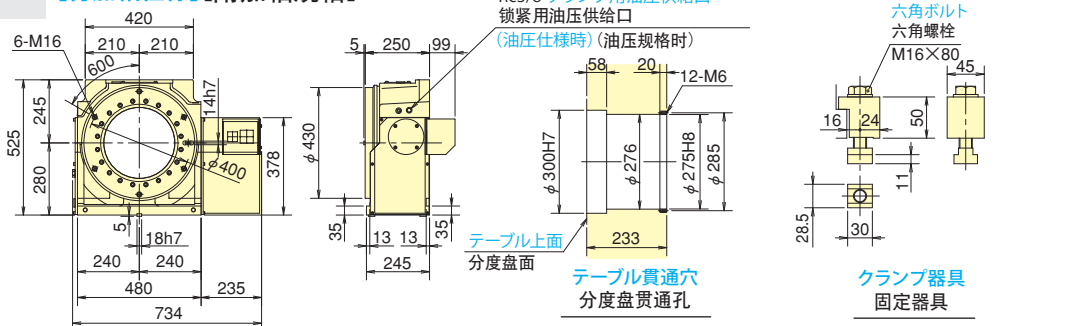 420
210 210
6-M16
600
14h7
245
525
280
φ400
378
5
18h7
240 240
480 235
734
5 250 99
锁紧用油压供给口
(油圧仕様時)(油压规格时)
φ430
35
13 13
35
245
58 20
12-M6
φ300H7
φ276
φ275H8
φ285
テーブル上面
分度盘面
233
テーブル貫通穴
分度盘贯通孔
六角ボルト
六角螺栓
M16×80
45
16 24
50
11
28.5
30
クランプ器具
固定器具